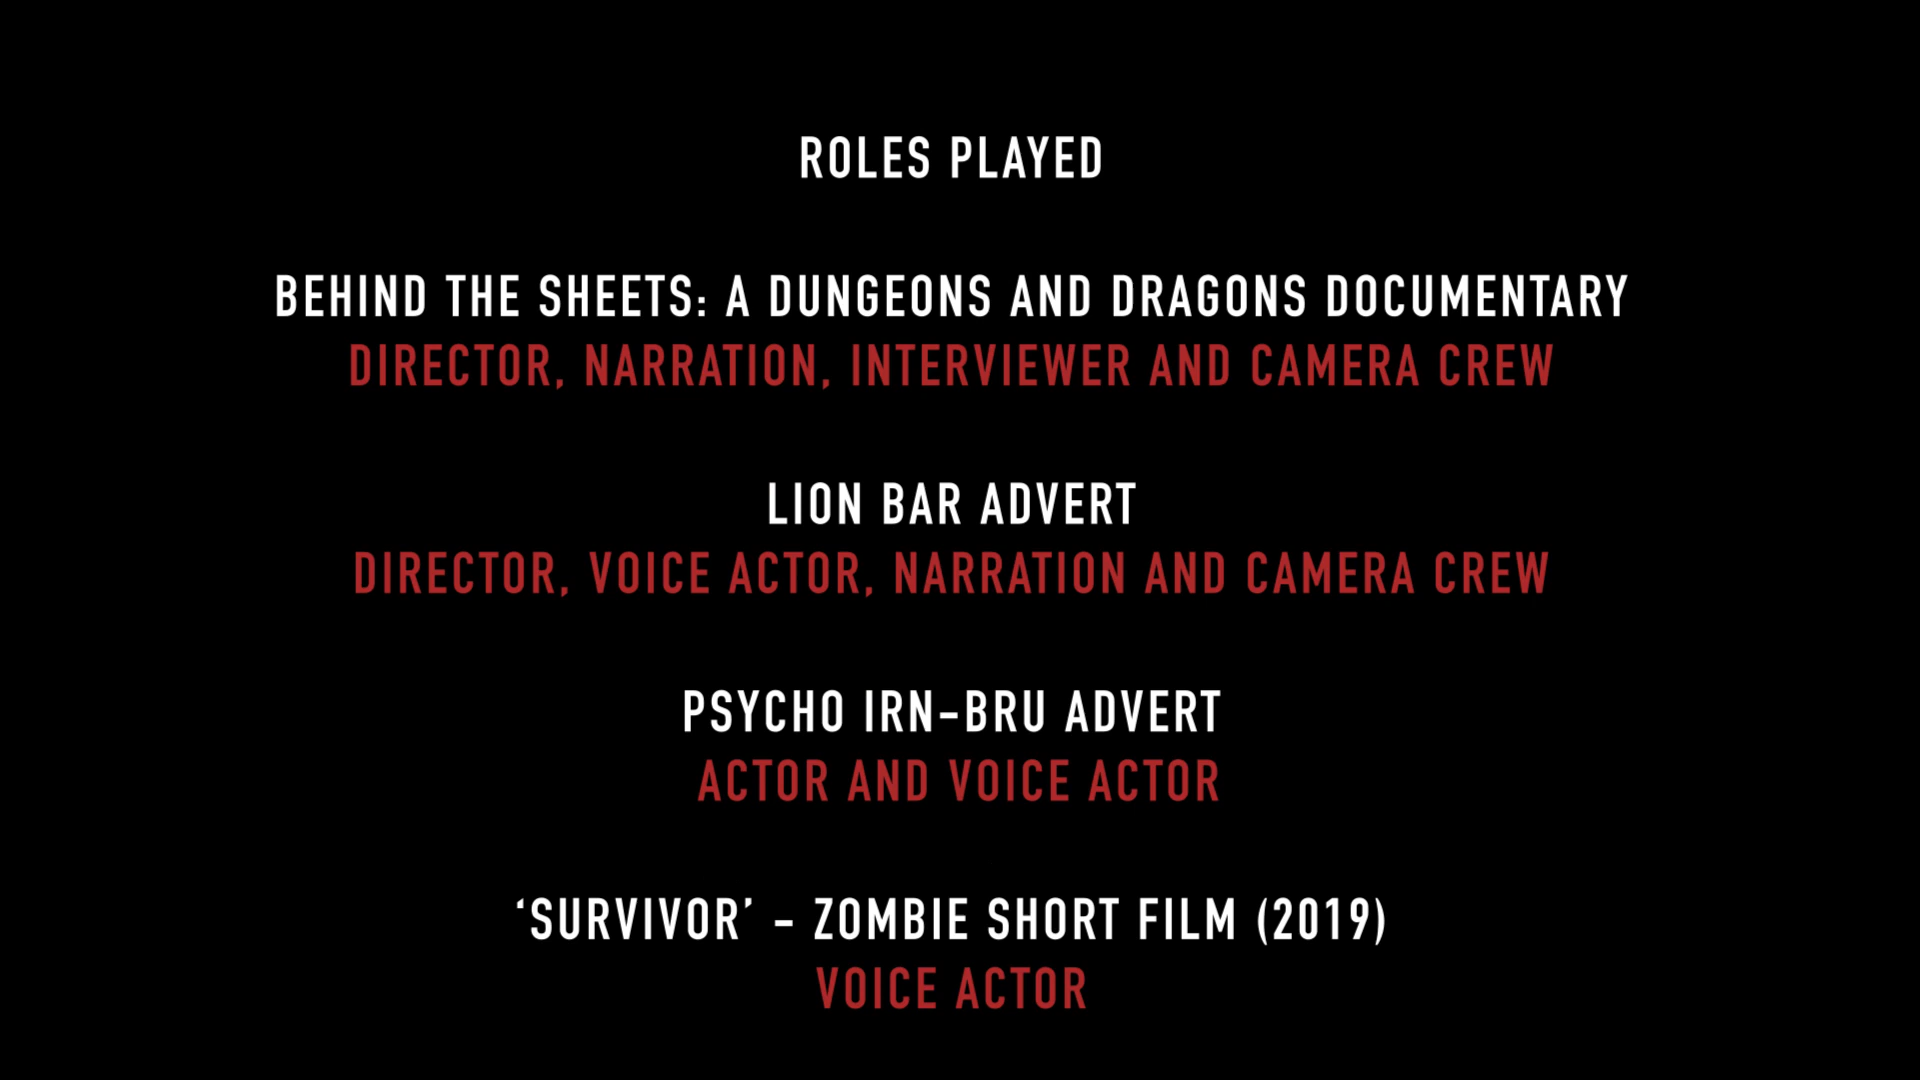 ROLES PLAYED
BEHIND THE SHEETS: A DUNGEONS AND DRAGONS DOCUMENTARY
DIRECTOR, NARRATION, INTERVIEWER AND CAMERA CREW
LION BAR ADVERT
DIRECTOR, VOICE ACTOR, NARRATION AND CAMERA CREW
PSYCHO IRN-BRU ADVERT
ACTOR AND VOICE ACTOR
‘SURVIVOR’ - ZOMBIE SHORT FILM (2019)
VOICE ACTOR